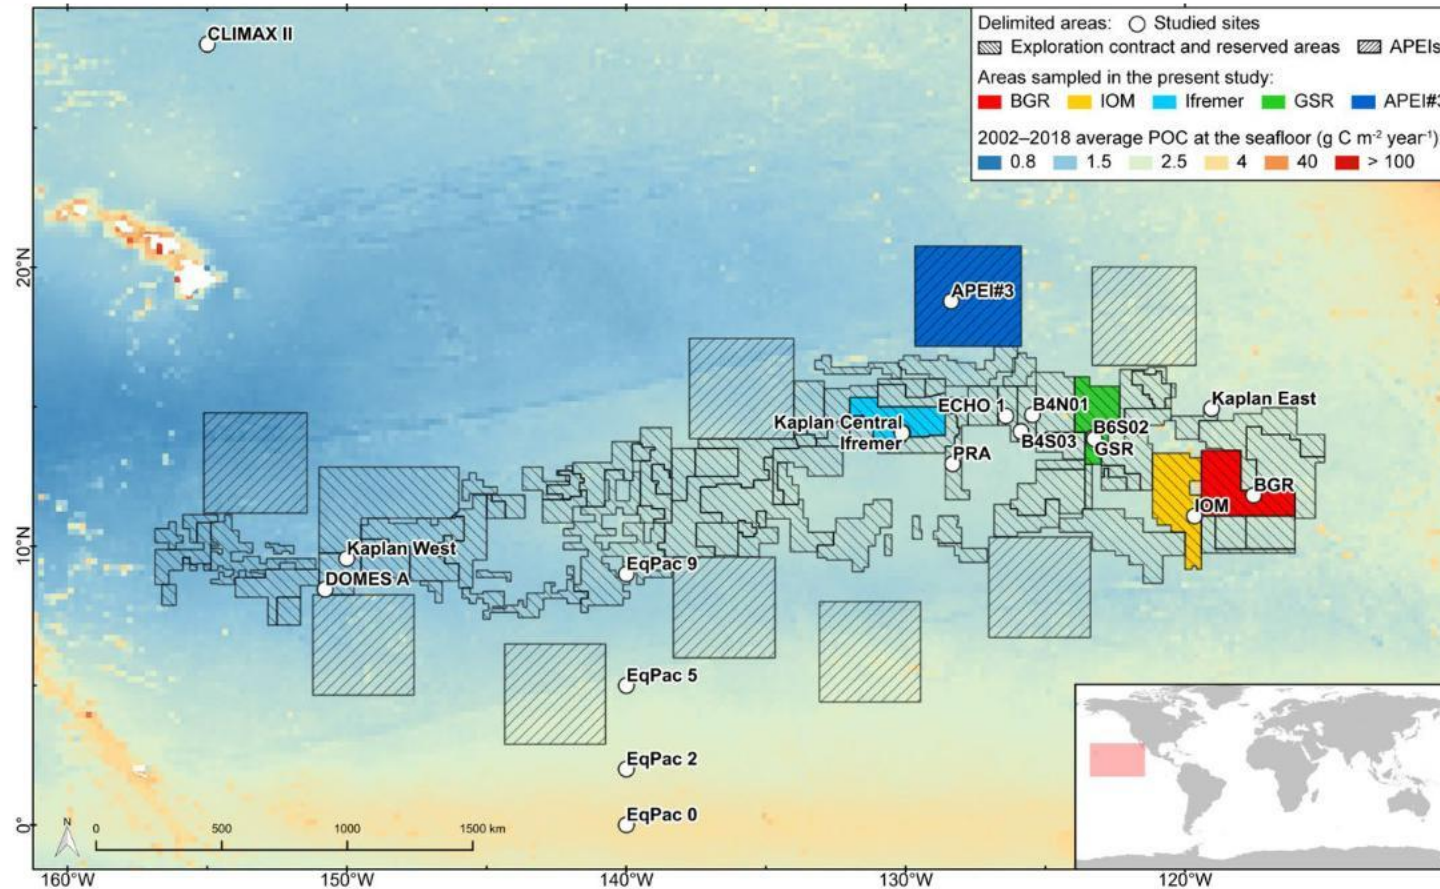 CLIMAX II
Delimited areas: Studied sites
Exploration contract and reserved areas APEIs
Areas sampled in the present study:
BGR IOM Ifremer GSR APEI#3
2002–2018 average POC at the seafloor (g C m⁻² year⁻¹)
0.8 1.5 2.5 4 40 > 100
20°N
APEI#3
Kaplan East
ECHO 1 B4N01
Kaplan Central
Ifremer
B6S02
B4S03
GSR
PRA
BGR
IOM
10°N
Kaplan West
EqPac 9
DOMES A
EqPac 5
EqPac 2
EqPac 0
0°
N
0 500 1000 1500 km
160°W 150°W 140°W 130°W 120°W